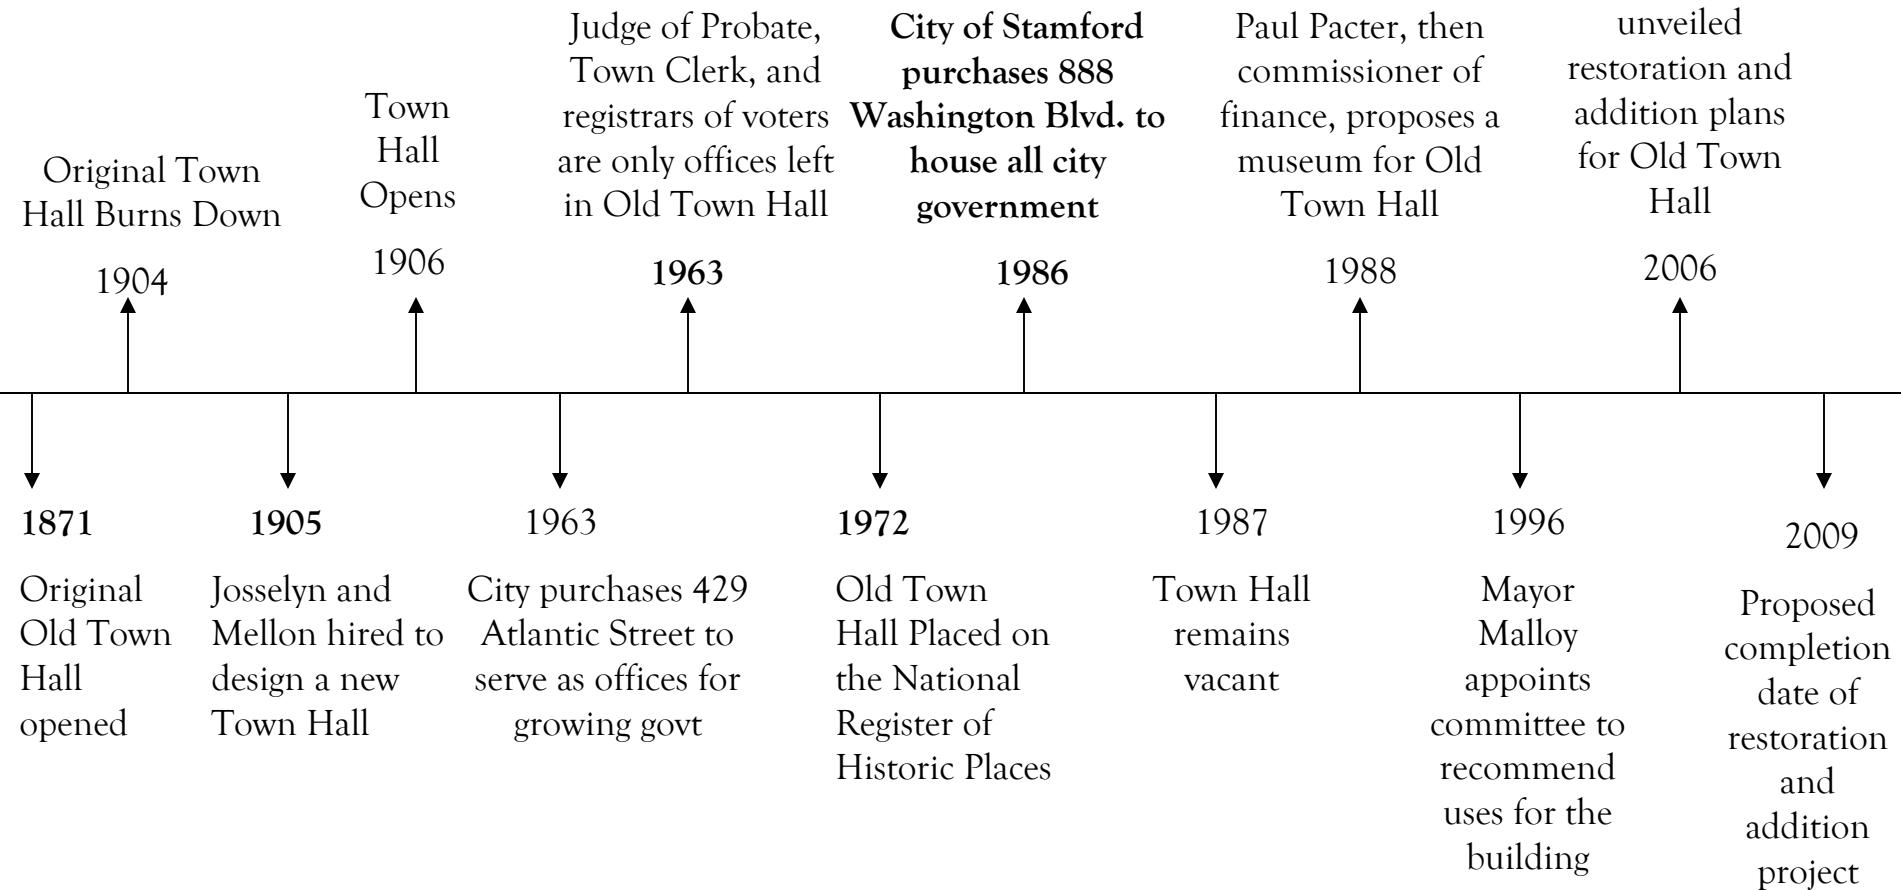 Original Town
Hall Burns Down
1904
Town
Hall
Opens
1906
Judge of Probate,
Town Clerk, and
registrars of voters
are only offices left
in Old Town Hall
1963
City of Stamford
purchases 888
Washington Blvd. to
house all city
government
1986
Paul Pacter, then
commissioner of
finance, proposes a
museum for Old
Town Hall
1988
unveiled
restoration and
addition plans
for Old Town
Hall
2006
1871
Original
Old Town
Hall
opened
1905
Josselyn and
Mellon hired to
design a new
Town Hall
1963
City purchases 429
Atlantic Street to
serve as offices for
growing govt
1972
Old Town
Hall Placed on
the National
Register of
Historic Places
1987
Town Hall
remains
vacant
1996
Mayor
Malloy
appoints
committee to
recommend
uses for the
building
2009
Proposed
completion
date of
restoration
and
addition
project